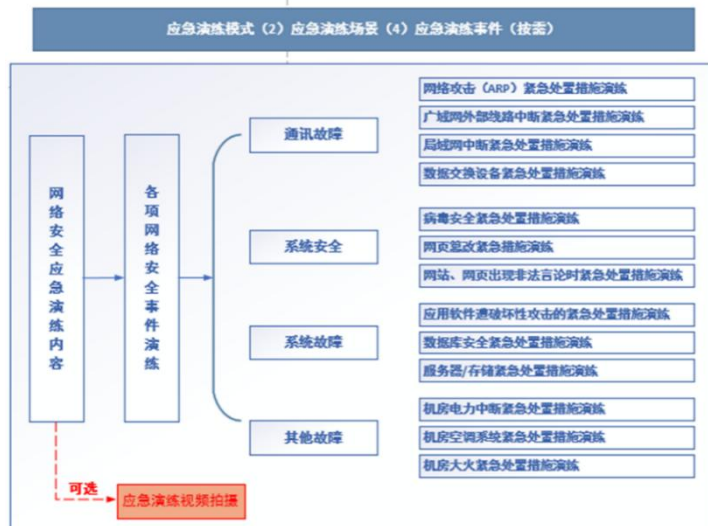 应急演练模式（2）应急演练场景（4）应急演练事件（按需）
网络安全应急演练内容
各项网络安全事件演练
通讯故障
网络攻击（ARP）紧急处置措施演练
广域网外部线路中断紧急处置措施演练
局域网中断紧急处置措施演练
数据交换设备紧急处置措施演练
系统安全
病毒安全紧急处置措施演练
网页篡改紧急措施演练
网站、网页出现非法言论时紧急处置措施演练
系统故障
应用软件遭破坏性攻击的紧急处置措施演练
数据库安全紧急处置措施演练
服务器/存储紧急处置措施演练
其他故障
机房电力中断紧急处置措施演练
机房空调系统紧急处置措施演练
机房大火紧急处置措施演练
可选
应急演练视频拍摄